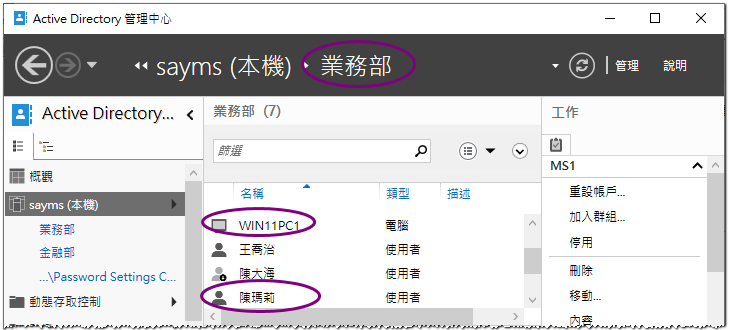 Active Directory 管理中心
sayms (本機) 業務部 管理 說明
Active Directory...
概觀
sayms (本機)
業務部
金融部
...\Password Settings C...
動態存取控制
業務部 (7)
篩選
名稱 類型 描述
WIN11PC1 電腦
王喬治 使用者
陳大海 使用者
陳瑪莉 使用者
工作
MS1
重設帳戶...
加入群組...
停用
刪除
移動...
內容